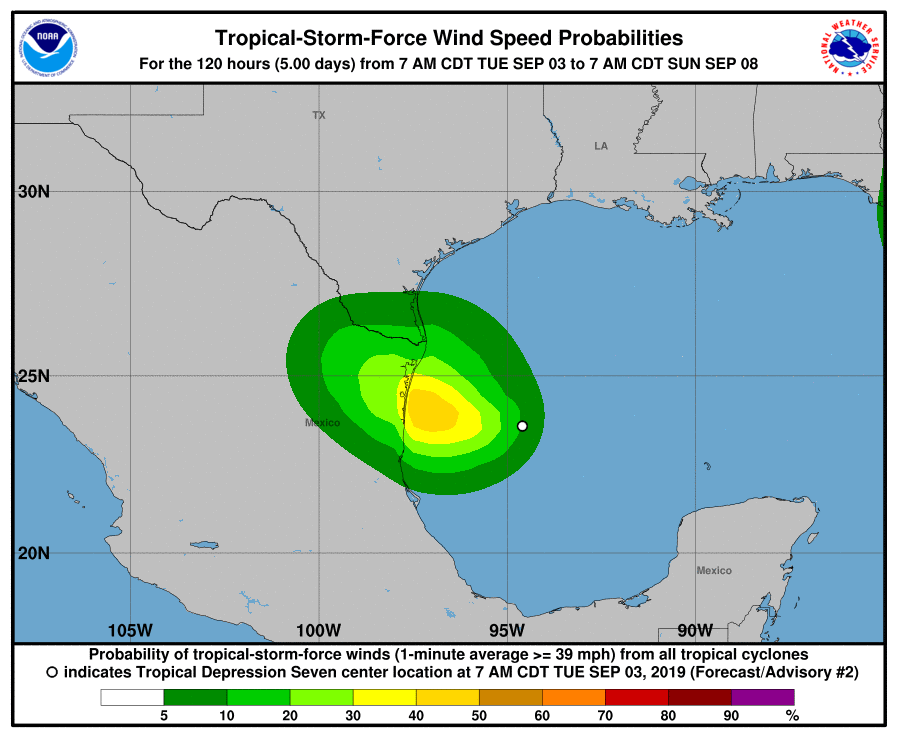 Tropical-Storm-Force Wind Speed Probabilities
For the 120 hours (5.00 days) from 7 AM CDT TUE SEP 03 to 7 AM CDT SUN SEP 08
NOAA
NATIONAL WEATHER SERVICE
TX
LA
30N
25N
Mexico
20N
Mexico
105W 100W 95W 90W
Probability of tropical-storm-force winds (1-minute average >= 39 mph) from all tropical cyclones
indicates Tropical Depression Seven center location at 7 AM CDT TUE SEP 03, 2019 (Forecast/Advisory #2)
5 10 20 30 40 50 60 70 80 90 %